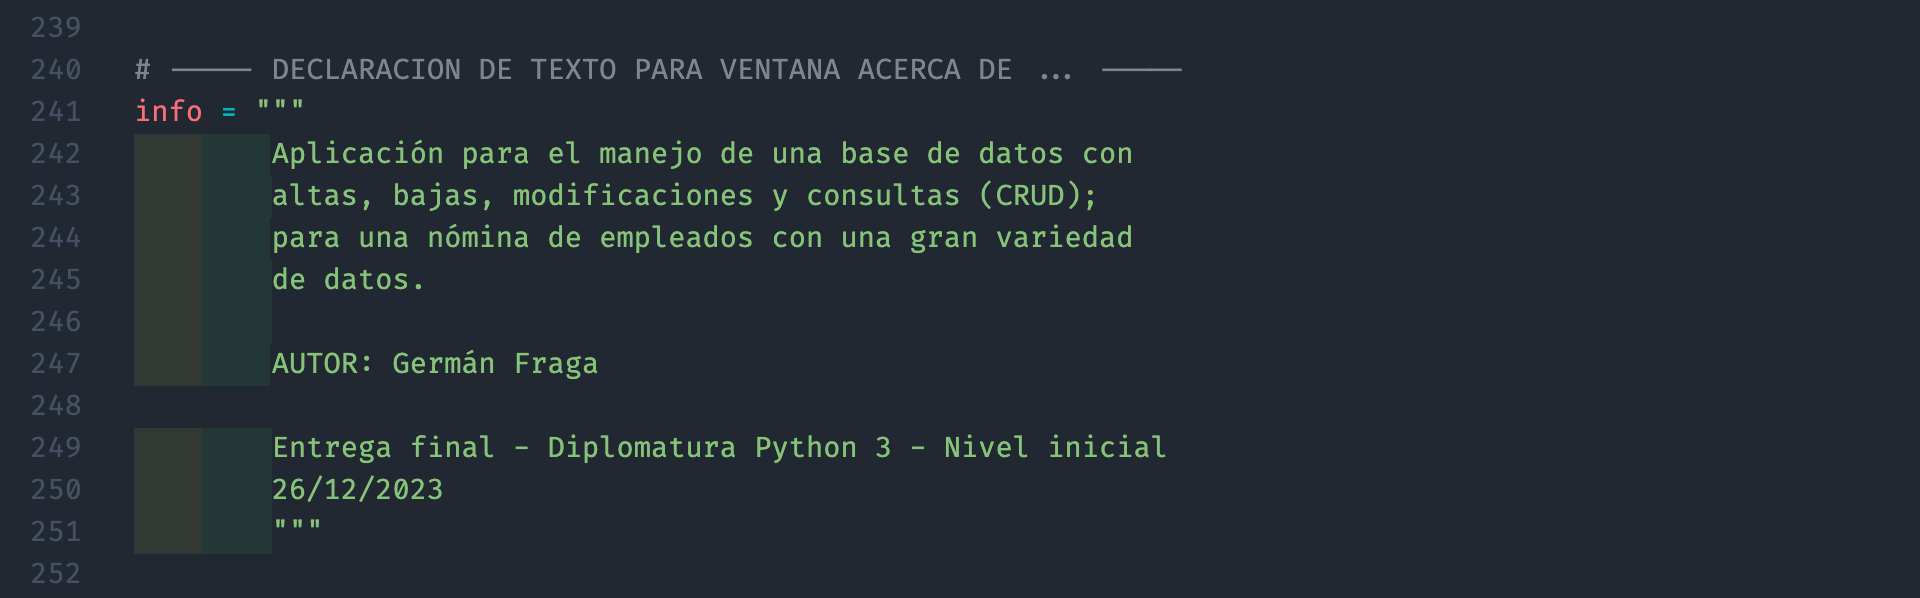 239
240 # ----- DECLARACION DE TEXTO PARA VENTANA ACERCA DE ... -----
241 info = """
242 Aplicación para el manejo de una base de datos con
243 altas, bajas, modificaciones y consultas (CRUD);
244 para una nómina de empleados con una gran variedad
245 de datos.
246
247 AUTOR: Germán Fraga
248
249 Entrega final - Diplomatura Python 3 - Nivel inicial
250 26/12/2023
251 """
252